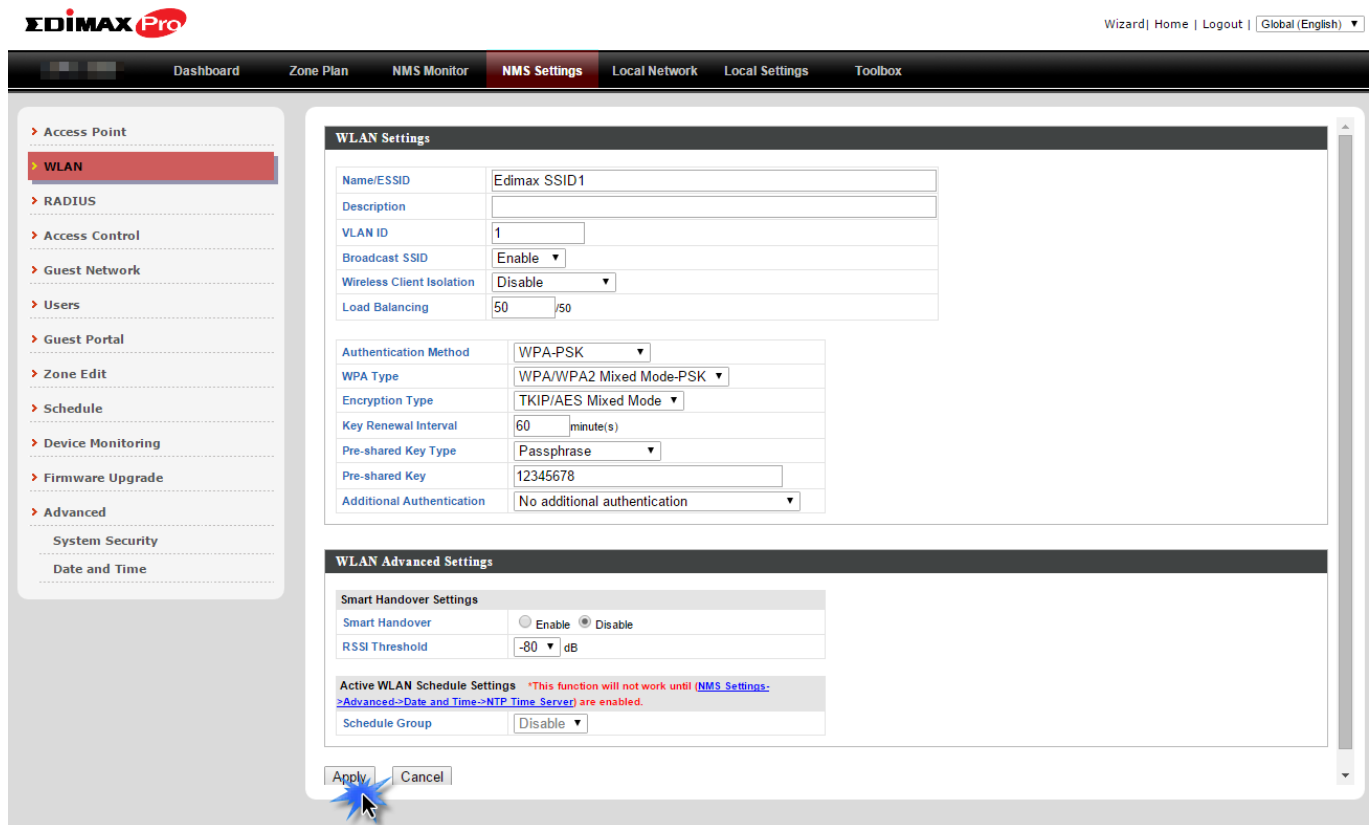 EDIMAX Pro
Wizard| Home | Logout | Global (English)
Dashboard Zone Plan NMS Monitor NMS Settings Local Network Local Settings Toolbox
Access Point
WLAN
RADIUS
Access Control
Guest Network
Users
Guest Portal
Zone Edit
Schedule
Device Monitoring
Firmware Upgrade
Advanced
System Security
Date and Time
WLAN Settings
Name/ESSID Edimax SSID1
Description
VLAN ID 1
Broadcast SSID Enable
Wireless Client Isolation Disable
Load Balancing 50 /50
Authentication Method WPA-PSK
WPA Type WPA/WPA2 Mixed Mode-PSK
Encryption Type TKIP/AES Mixed Mode
Key Renewal Interval 60 minute(s)
Pre-shared Key Type Passphrase
Pre-shared Key 12345678
Additional Authentication No additional authentication
WLAN Advanced Settings
Smart Handover Settings
Smart Handover Enable Disable
RSSI Threshold -80 dB
Active WLAN Schedule Settings *This function will not work until (NMS Settings-
>Advanced->Date and Time->NTP Time Server) are enabled.
Schedule Group Disable
Apply Cancel